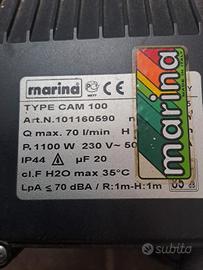 marina CE
TYPE CAM 100
Art.N.101160590
Q max. 70 l/min H
P.1100 W 230 V~ 50
IP44 µF 20
cl.F H2O max 35°C
LpA ≤ 70 dBA / R:1m-H:1m
marina
subito